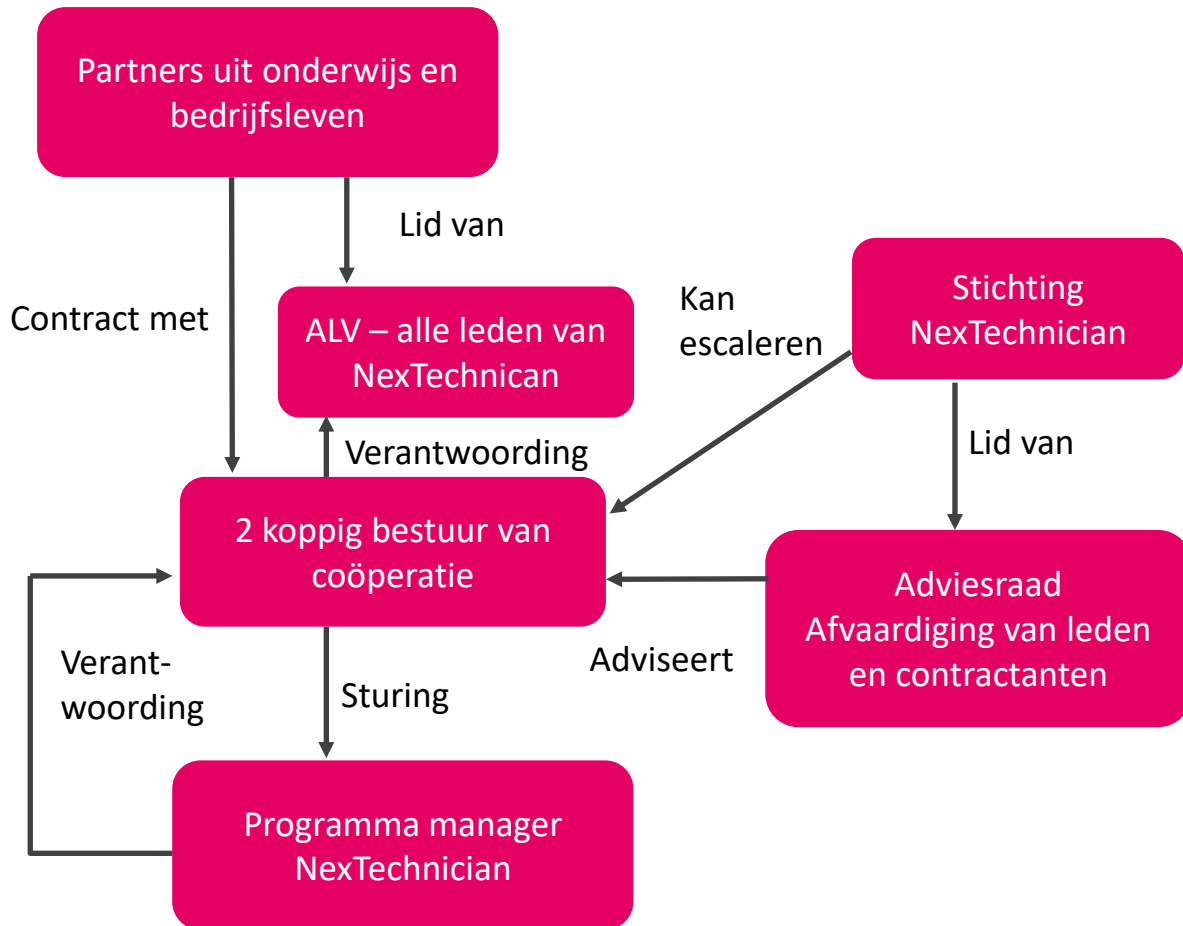 Partners uit onderwijs en
bedrijfsleven
Lid van
Contract met
ALV – alle leden van
NexTechnican
Kan
escaleren
Stichting
NexTechnician
Verantwoording
Lid van
2 koppig bestuur van
coöperatie
Adviesraad
Afvaardiging van leden
en contractanten
Adviseert
Verant-
woording
Sturing
Programma manager
NexTechnician